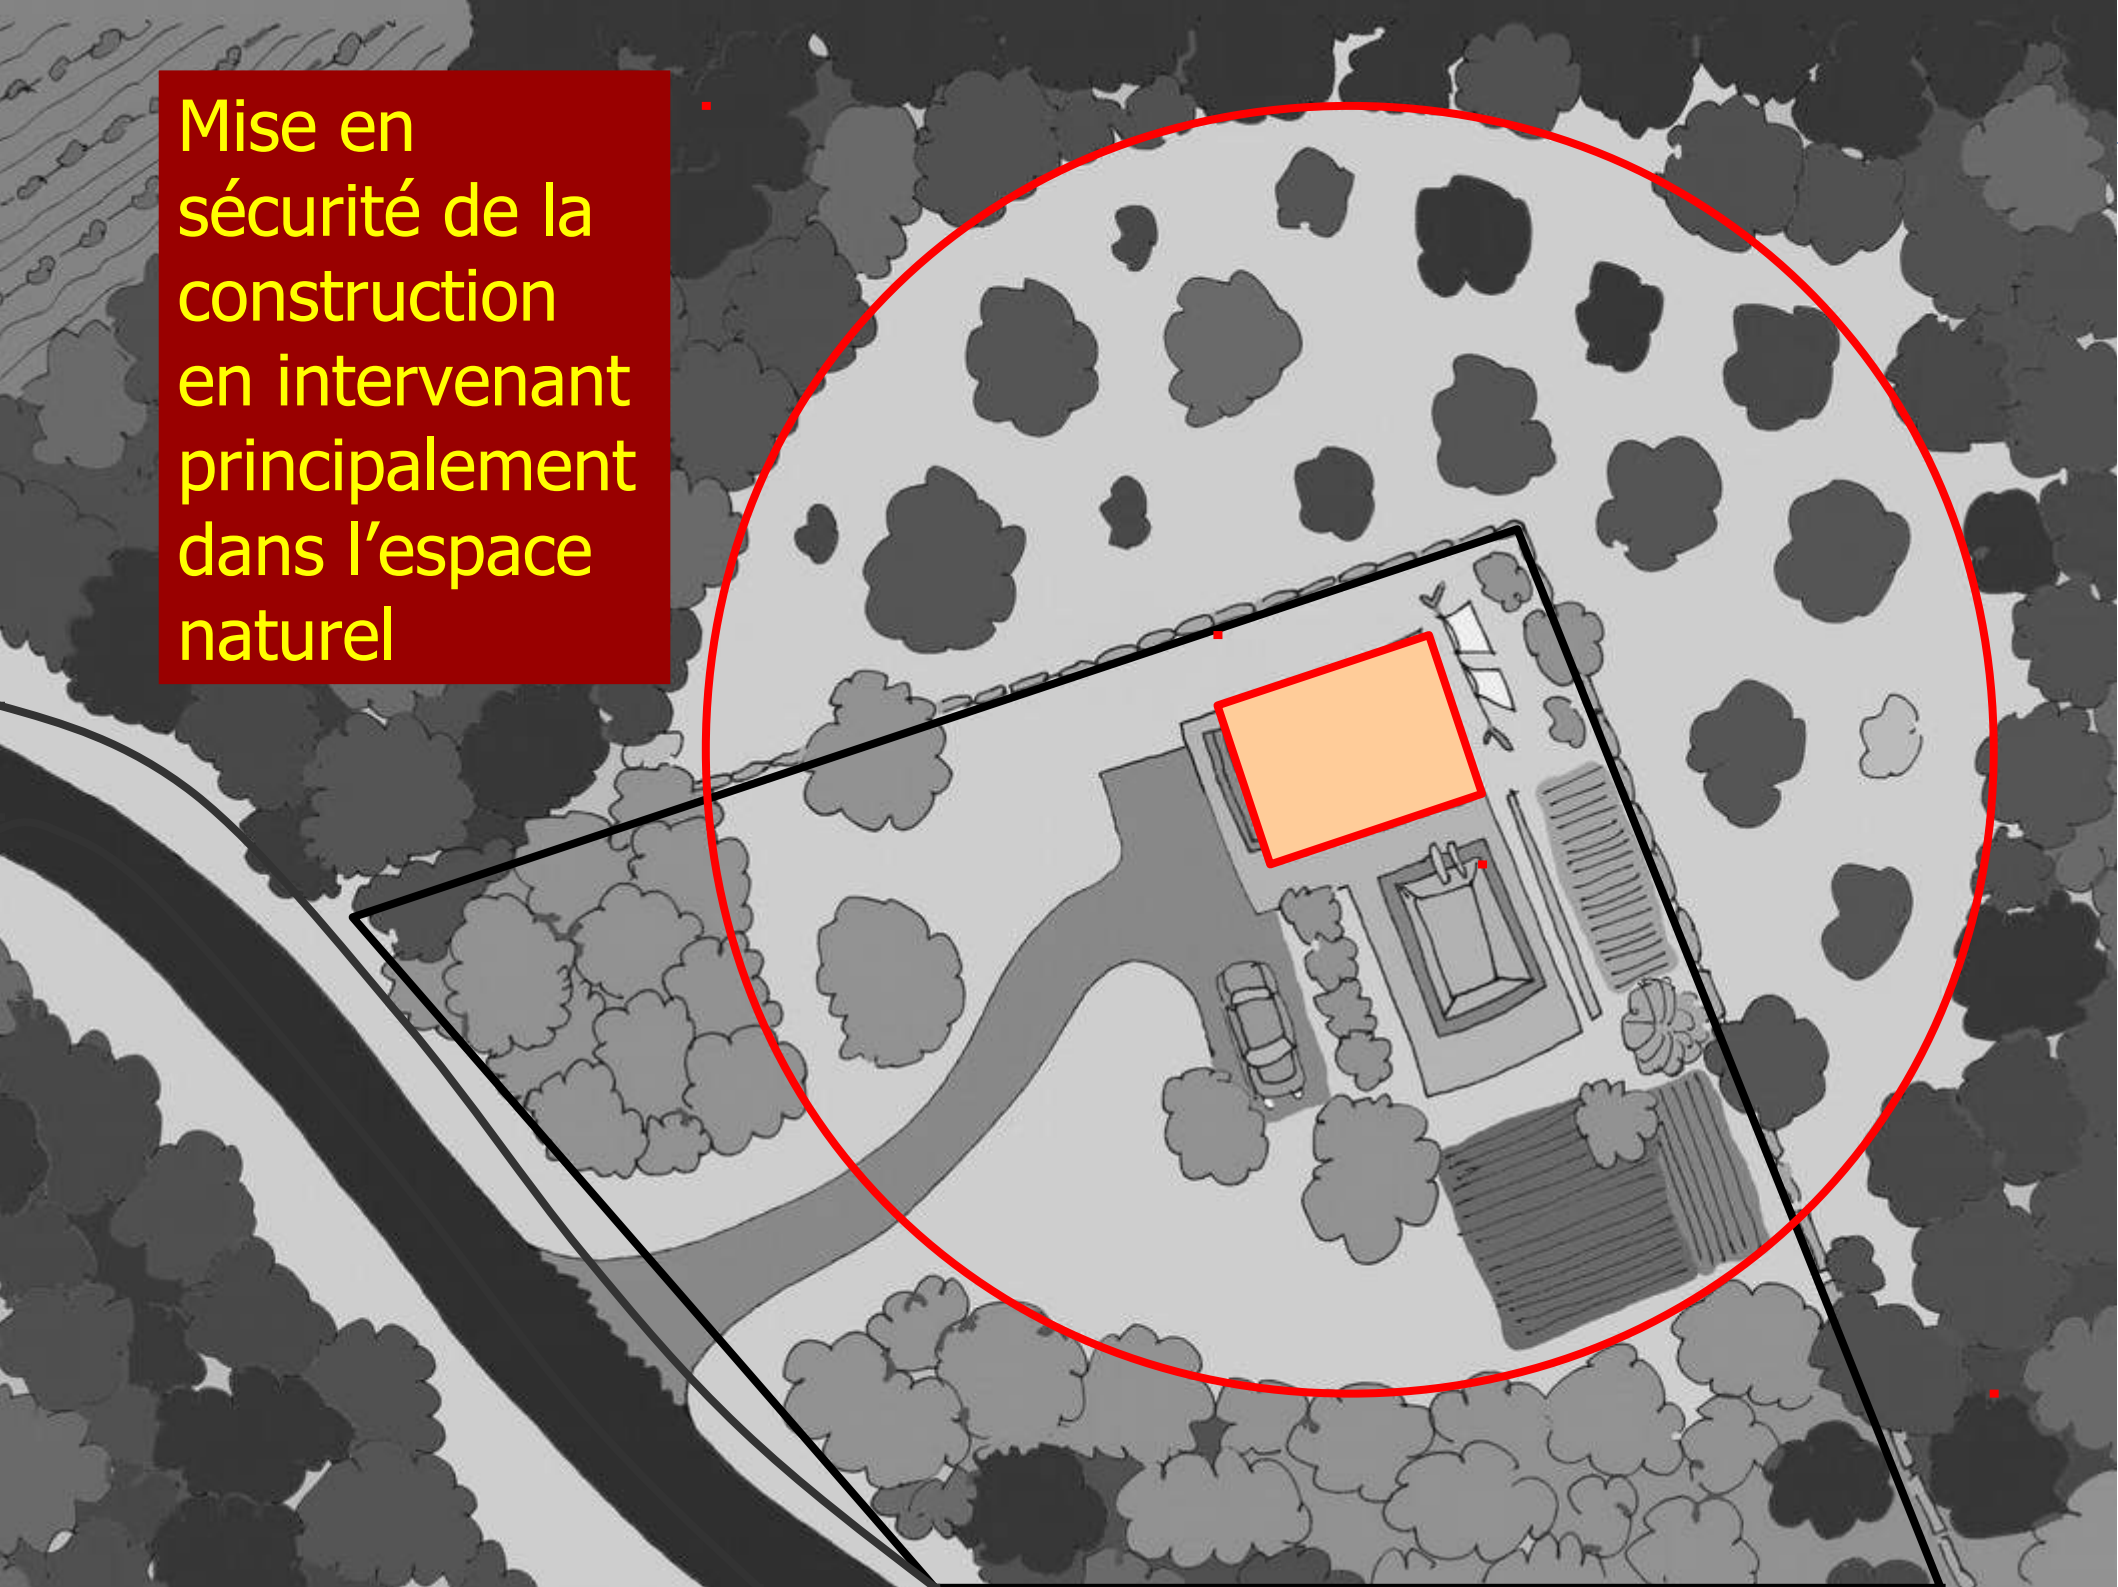 Mise en
sécurité de la
construction
en intervenant
principalement
dans l’espace
naturel